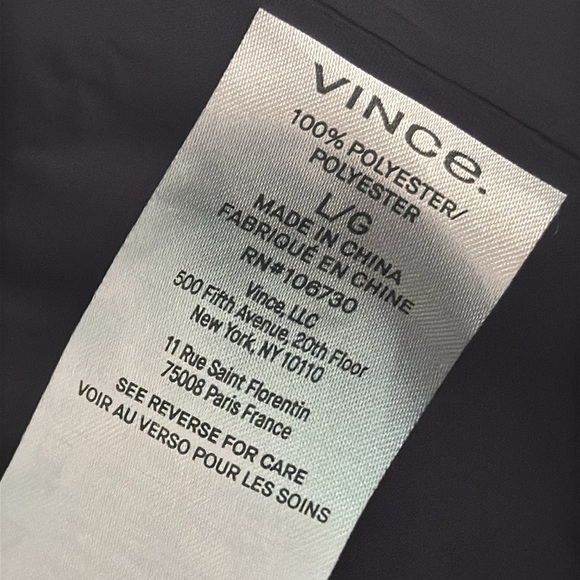 VINCe.
100% POLYESTER/
POLYESTER
L/G
MADE IN CHINA
FABRIQUÉ EN CHINE
RN#106730
Vince, LLC
500 Fifth Avenue, 20th Floor
New York, NY 10110
11 Rue Saint Florentin
75008 Paris France
SEE REVERSE FOR CARE
VOIR AU VERSO POUR LES SOINS